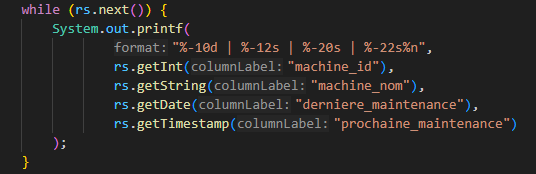 while (rs.next()) {
System.out.printf(
format: "%-10d | %-12s | %-20s | %-22s%n",
rs.getInt(columnLabel: "machine_id"),
rs.getString(columnLabel: "machine_nom"),
rs.getDate(columnLabel: "derniere_maintenance"),
rs.getTimestamp(columnLabel: "prochaine_maintenance")
);
}